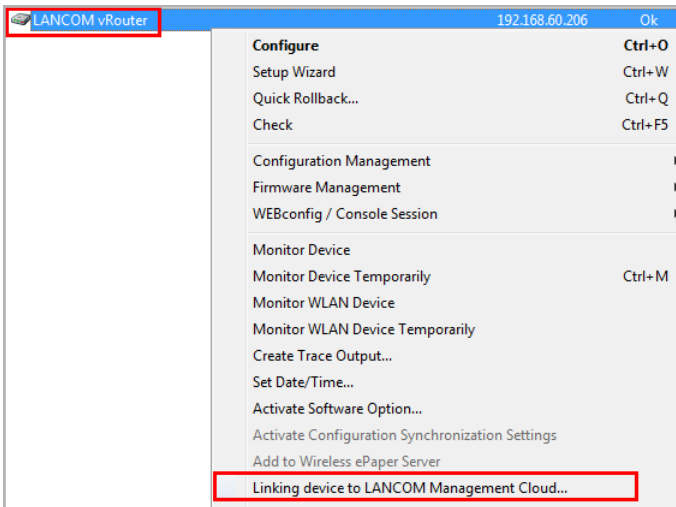 LANCOM vRouter 192.168.60.206 Ok
Configure Ctrl+O
Setup Wizard Ctrl+W
Quick Rollback... Ctrl+Q
Check Ctrl+F5
Configuration Management
Firmware Management
WEBconfig / Console Session
Monitor Device
Monitor Device Temporarily Ctrl+M
Monitor WLAN Device
Monitor WLAN Device Temporarily
Create Trace Output...
Set Date/Time...
Activate Software Option...
Activate Configuration Synchronization Settings
Add to Wireless ePaper Server
Linking device to LANCOM Management Cloud...